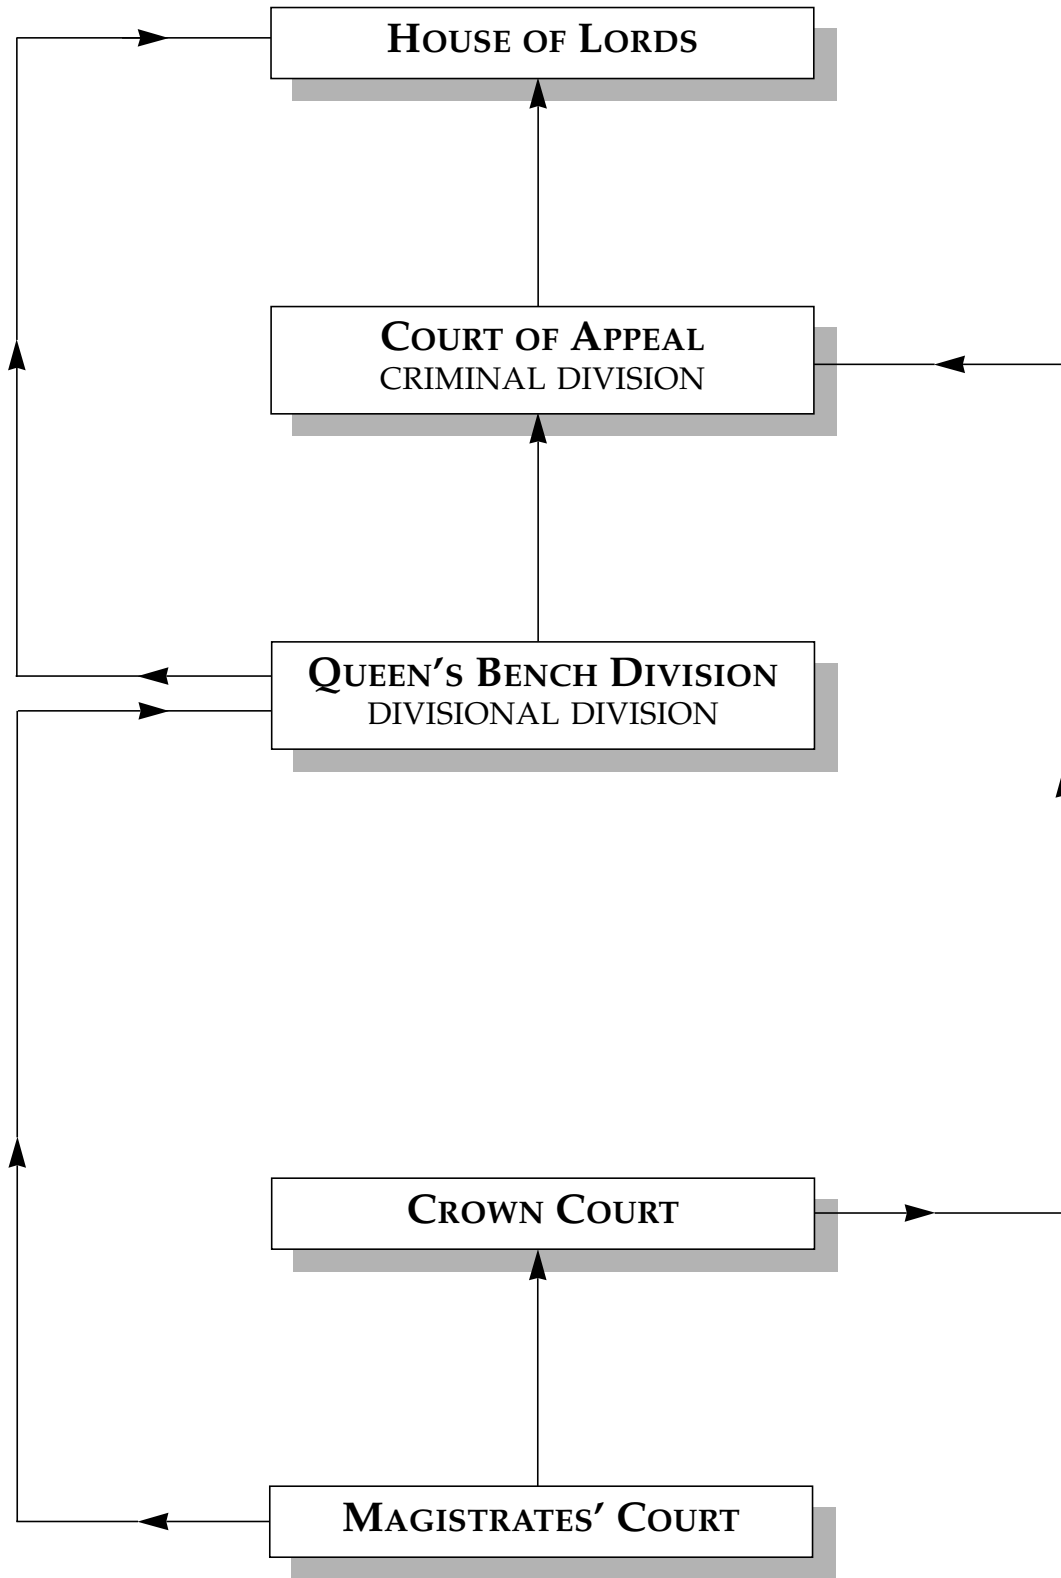 HOUSE OF LORDS
COURT OF APPEAL
CRIMINAL DIVISION
QUEEN'S BENCH DIVISION
DIVISIONAL DIVISION
CROWN COURT
MAGISTRATES' COURT